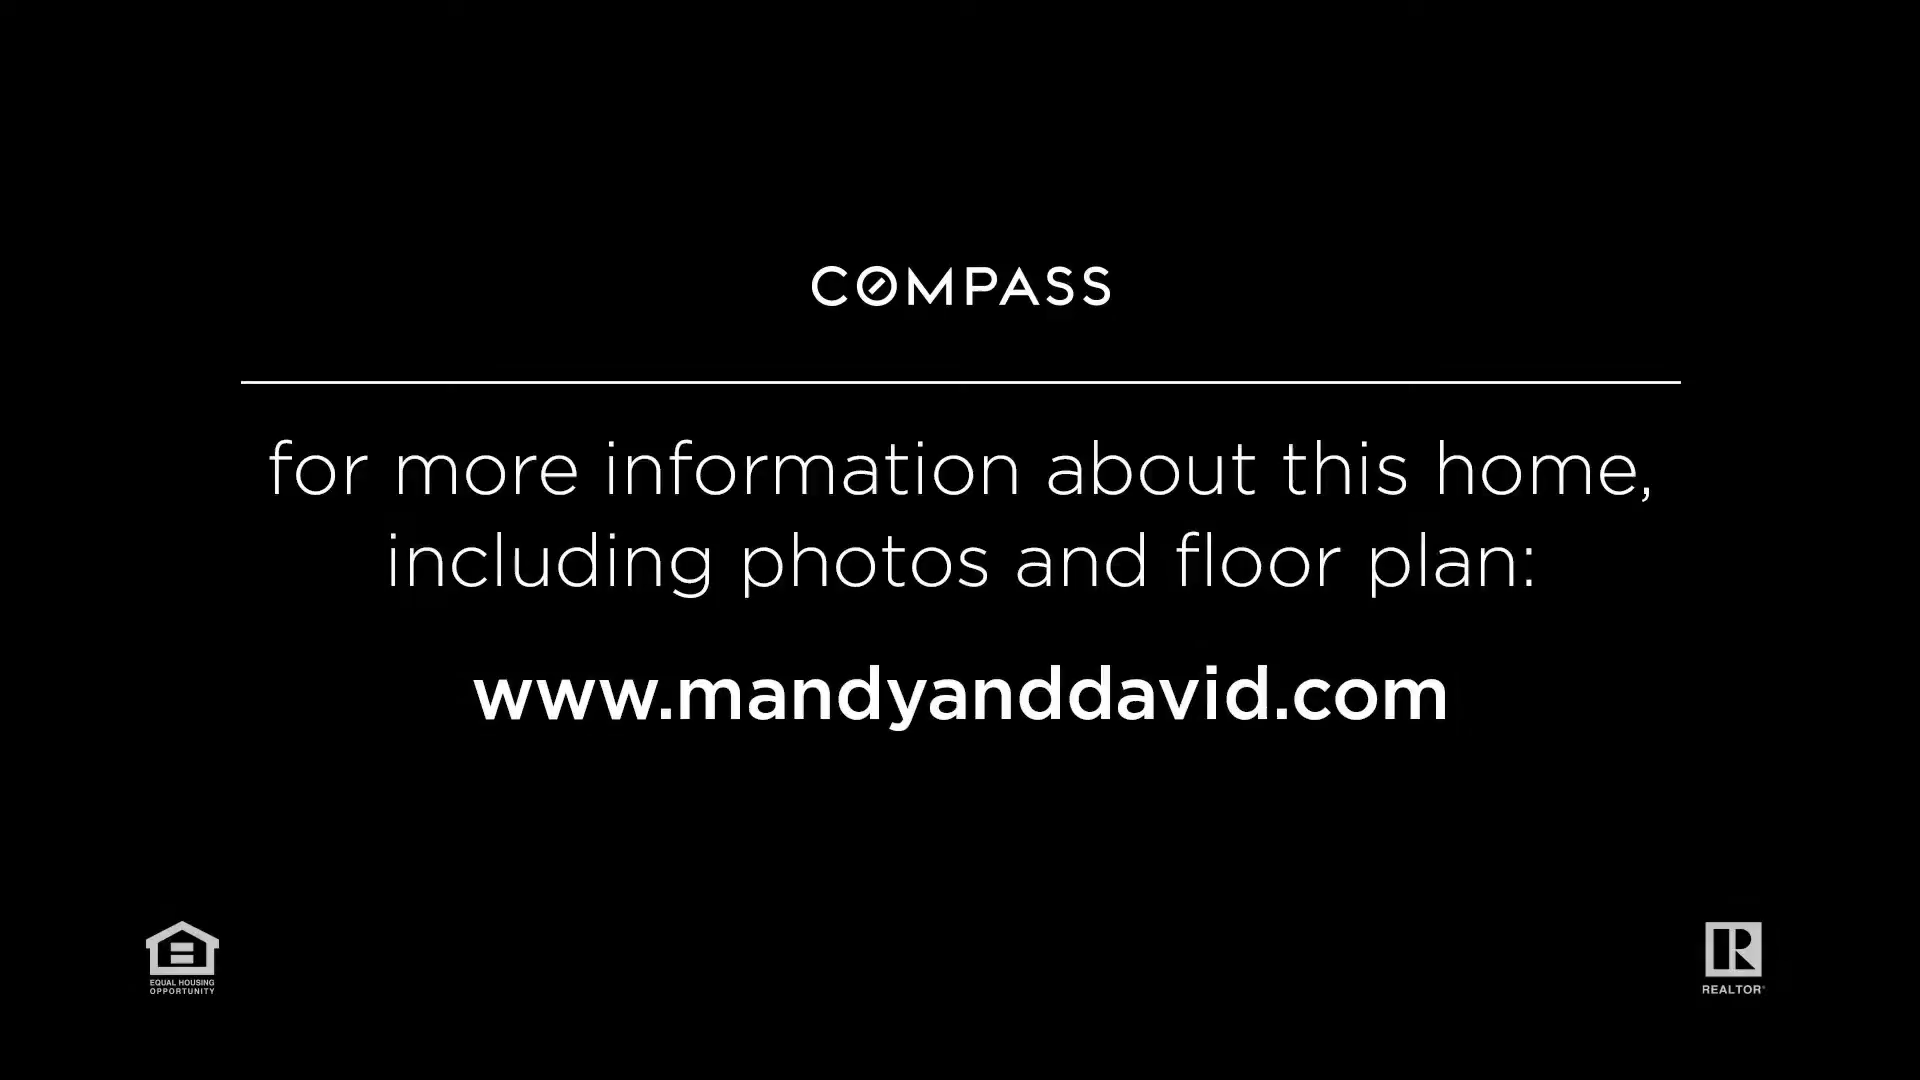 COMPASS
for more information about this home,
including photos and floor plan:
www.mandyanddavid.com
EQUAL HOUSING
OPPORTUNITY
REALTOR®